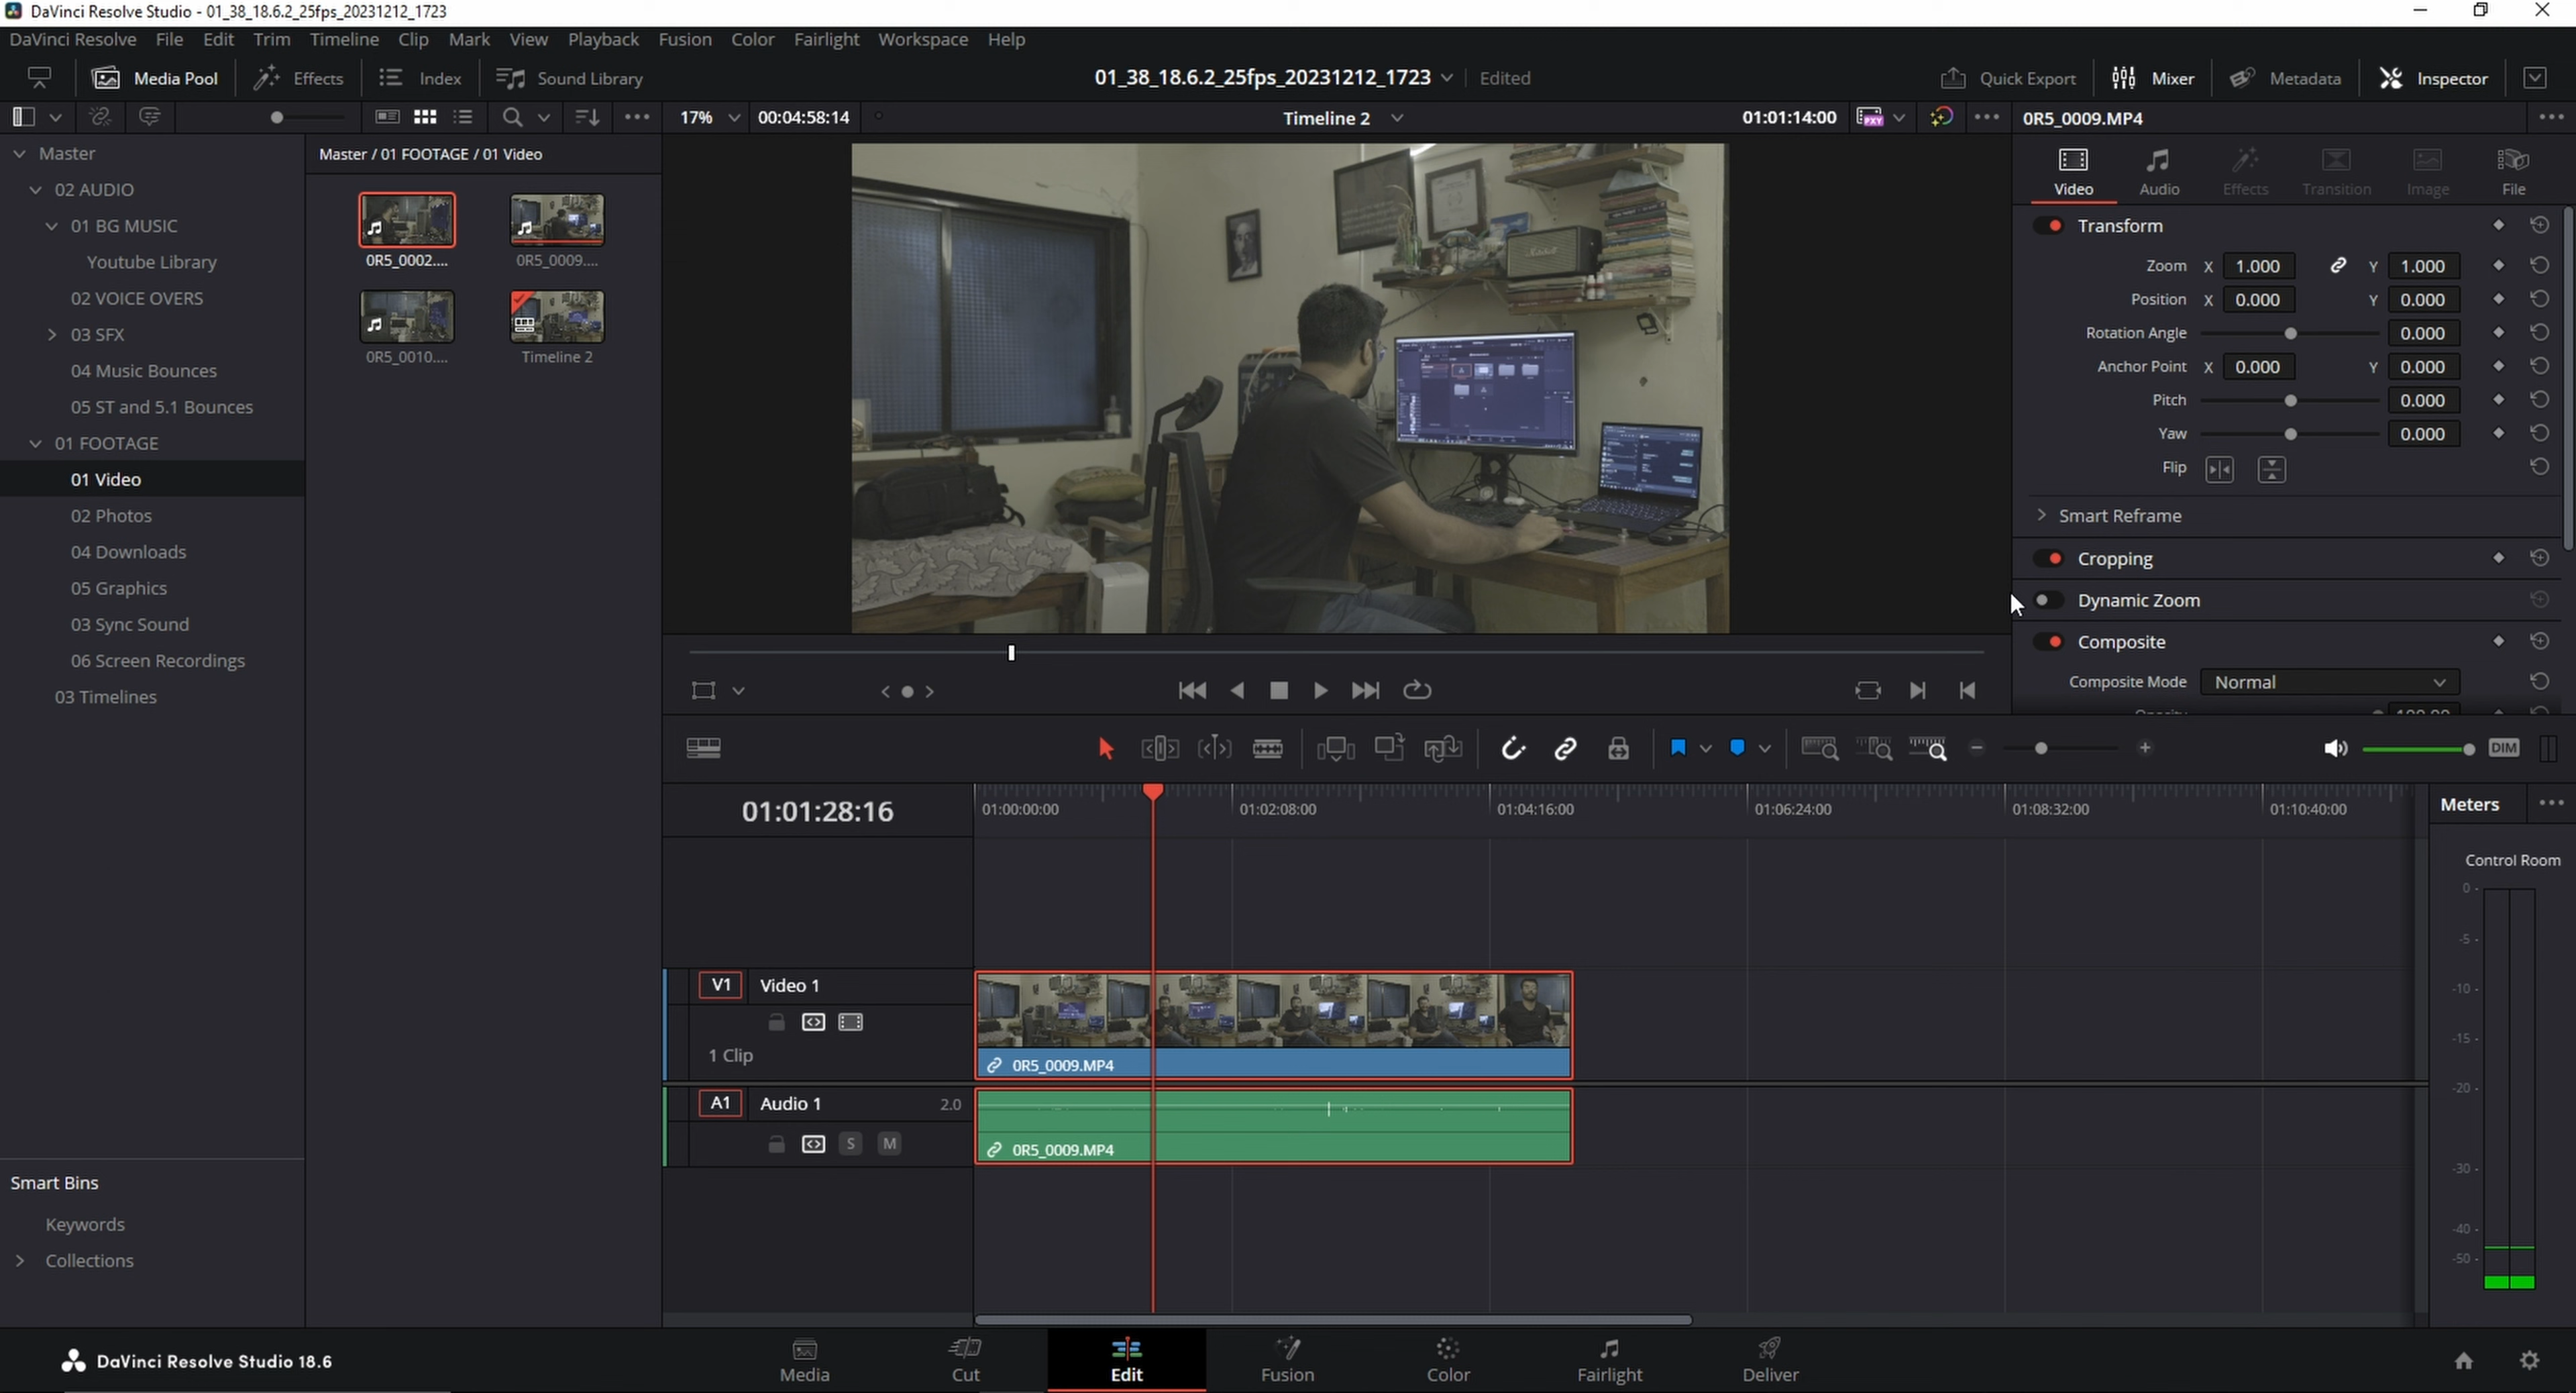 DaVinci Resolve Studio - 01_38_18.6.2_25fps_20231212_1723
DaVinci Resolve File Edit Trim Timeline Clip Mark View Playback Fusion Color Fairlight Workspace Help
Media Pool Effects Index Sound Library 01_38_18.6.2_25fps_20231212_1723 Edited Quick Export Mixer Metadata Inspector
17% 00:04:58:14 Timeline 2 01:01:14:00 PXY 0R5_0009.MP4
Master
02 AUDIO
01 BG MUSIC
Youtube Library
02 VOICE OVERS
03 SFX
04 Music Bounces
05 ST and 5.1 Bounces
01 FOOTAGE
01 Video
02 Photos
04 Downloads
05 Graphics
03 Sync Sound
06 Screen Recordings
03 Timelines
Smart Bins
Keywords
Collections
Master / 01 FOOTAGE / 01 Video
0R5_0002.... 0R5_0009....
0R5_0010.... Timeline 2
Marshall
Video Audio Effects Transition Image File
Transform
Zoom X 1.000 Y 1.000
Position X 0.000 Y 0.000
Rotation Angle 0.000
Anchor Point X 0.000 Y 0.000
Pitch 0.000
Yaw 0.000
Flip
Smart Reframe
Cropping
Dynamic Zoom
Composite
Composite Mode Normal
DIM
01:01:28:16
01:00:00:00 01:02:08:00 01:04:16:00 01:06:24:00 01:08:32:00 01:10:40:00
V1 Video 1
1 Clip
0R5_0009.MP4
A1 Audio 1 2.0
S M
0R5_0009.MP4
Meters
Control Room
0
-5
-10
-15
-20
-30
-40
-50
DaVinci Resolve Studio 18.6
Media Cut Edit Fusion Color Fairlight Deliver